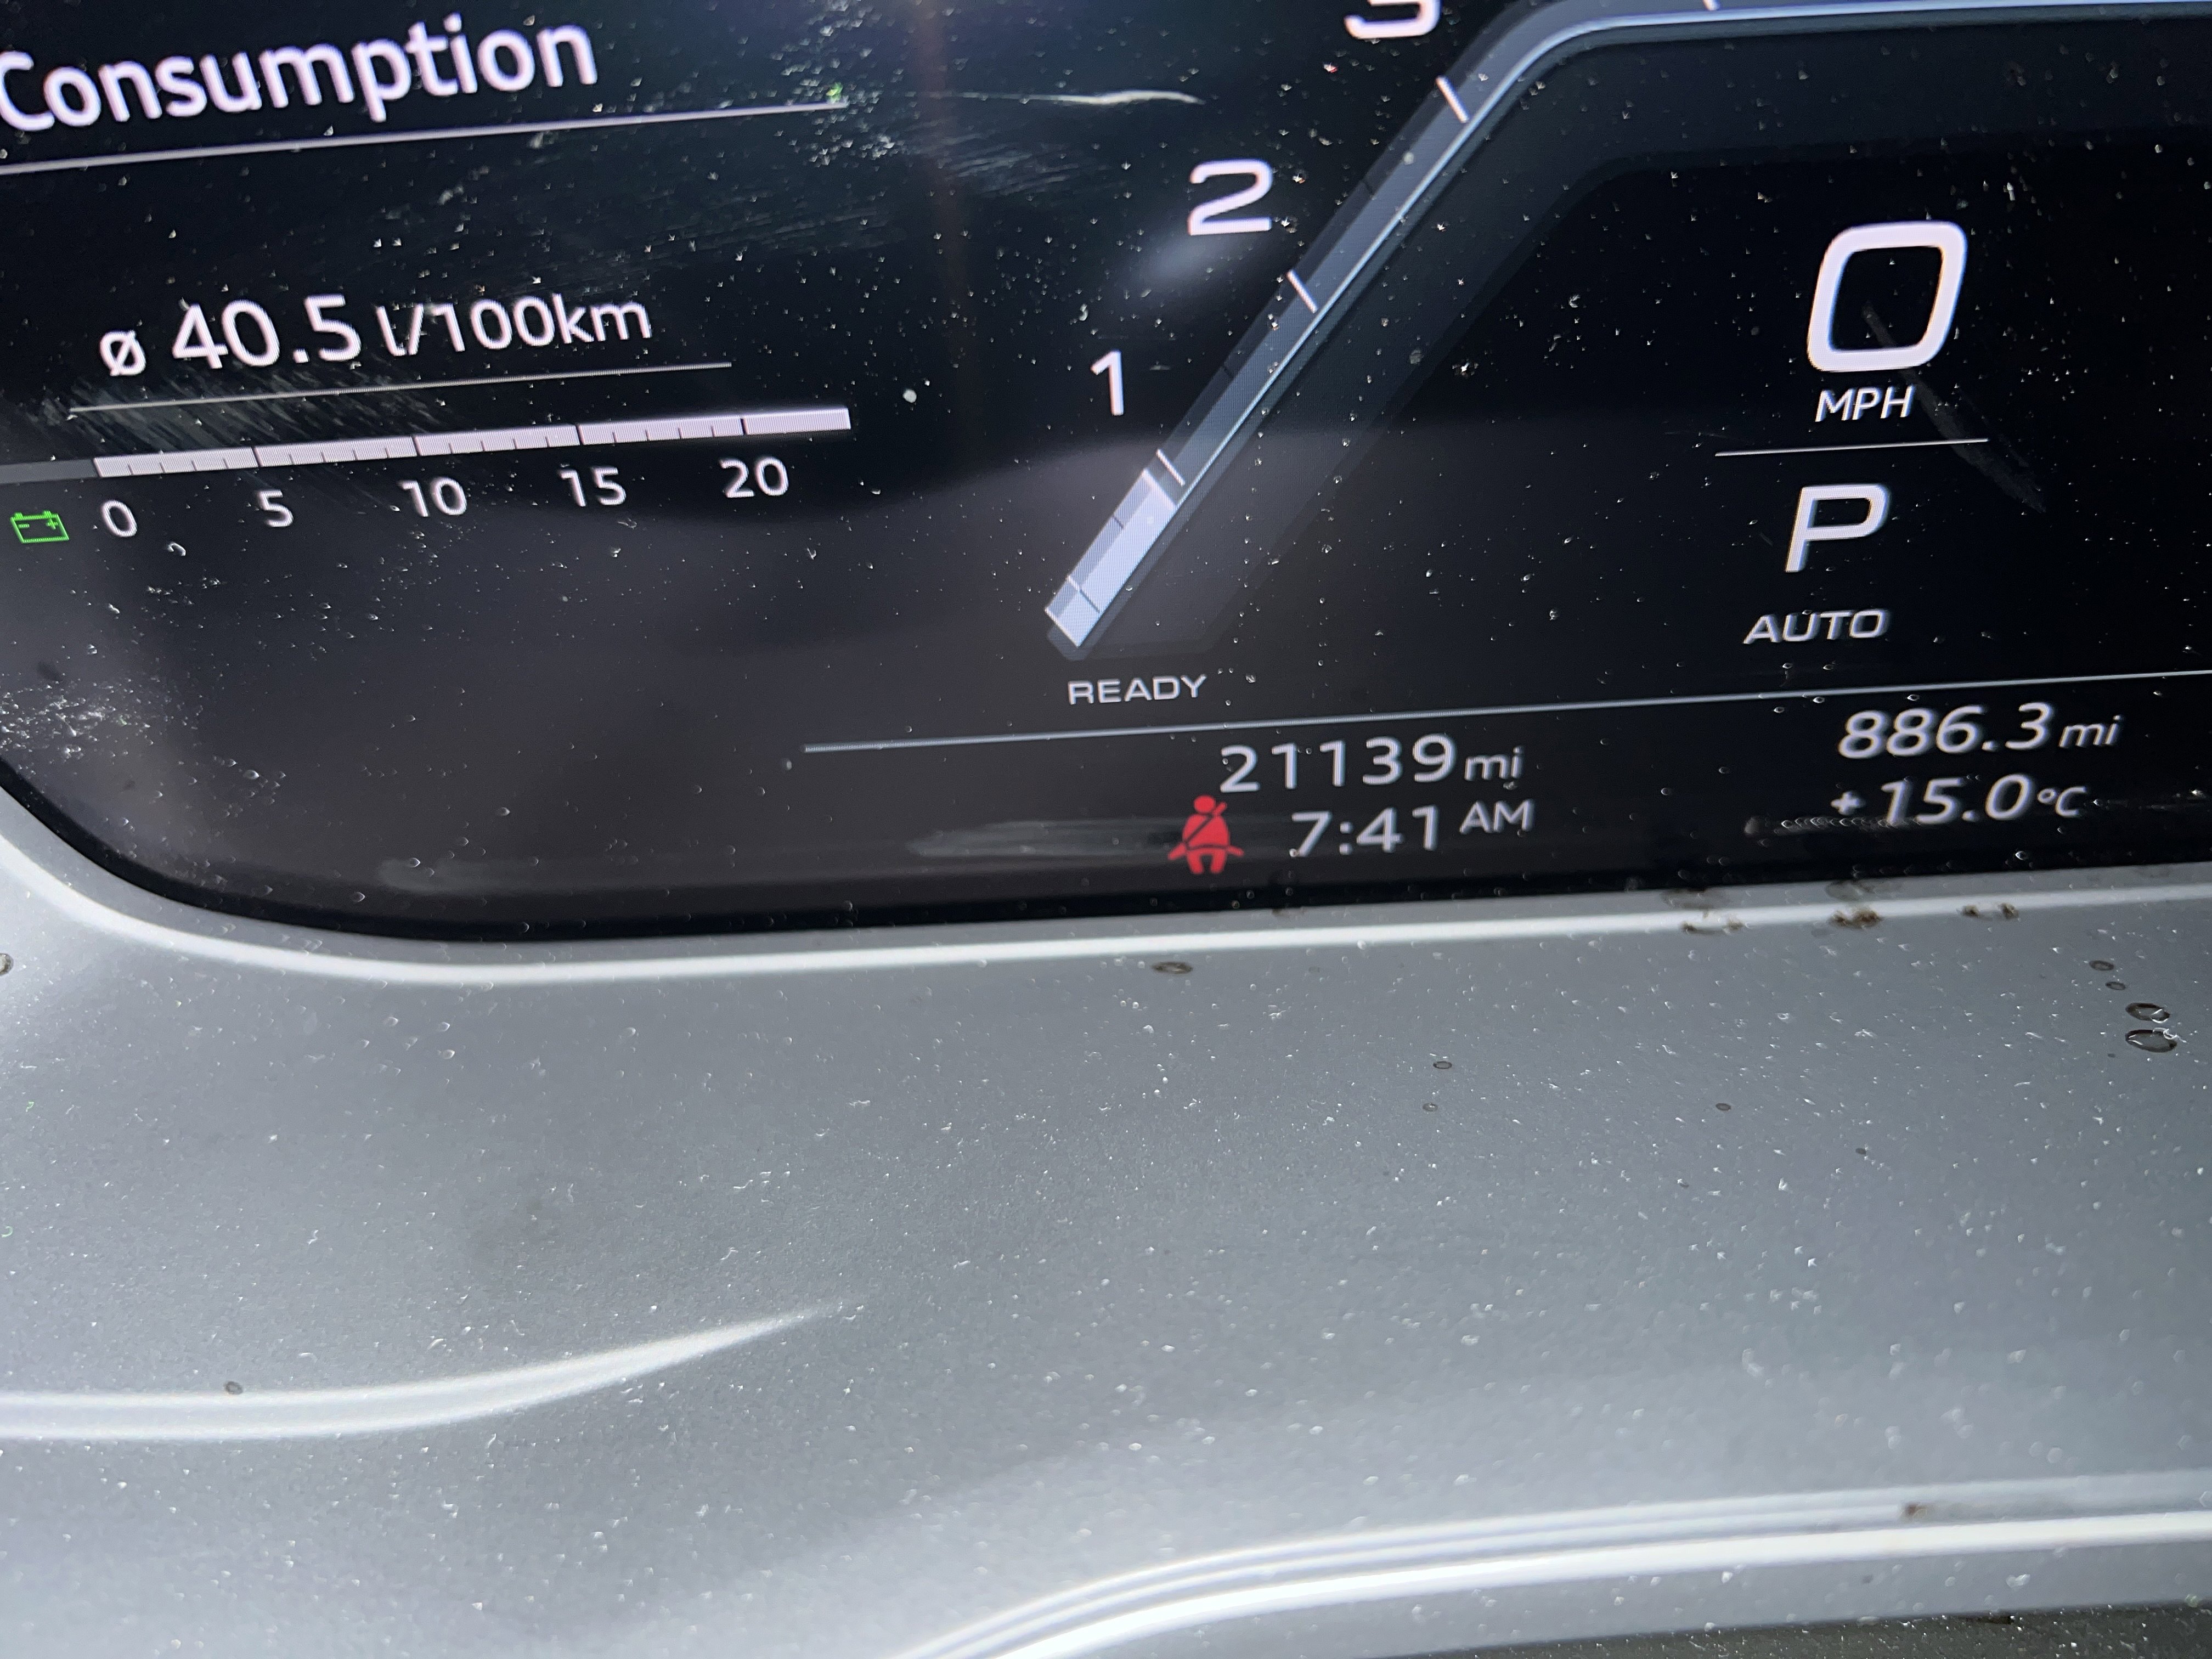 Consumption
ø 40.5 l/100km
0 5 10 15 20
3
2
1
READY
0
MPH
P
AUTO
21139 mi
7:41 AM
886.3 mi
+15.0°C